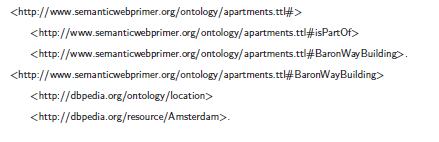 <http://www.semanticwebprimer.org/ontology/apartments.ttl#>
<http://www.semanticwebprimer.org/ontology/apartments.ttl#isPartOf>
<http://www.semanticwebprimer.org/ontology/apartments.ttl#BaronWayBuilding>.
<http://www.semanticwebprimer.org/ontology/apartments.ttl#BaronWayBuilding>
<http://dbpedia.org/ontology/location>
<http://dbpedia.org/resource/Amsterdam>.